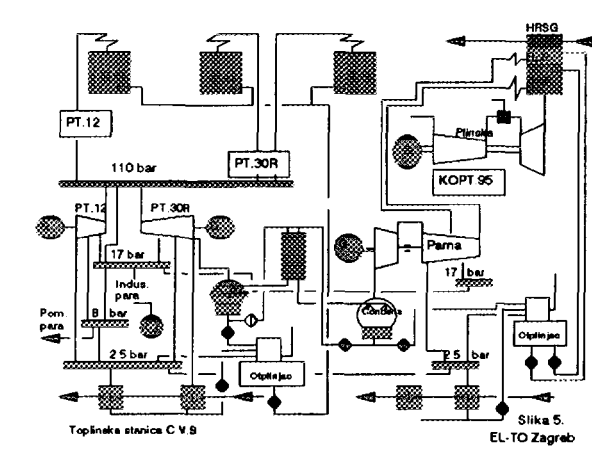 HRSG
PT.12
Plinska
PT.30R
KOPT 95
110 bar
PT.12
PT. 30R
Parna
17 bar
17 bar
Indus.
para
Pom.
para
8 bar
2.5 bar
2.5 bar
Otplinjac
Otplinjac
Toplinska stanica C.V.S
Slika 5.
EL-TO Zagreb